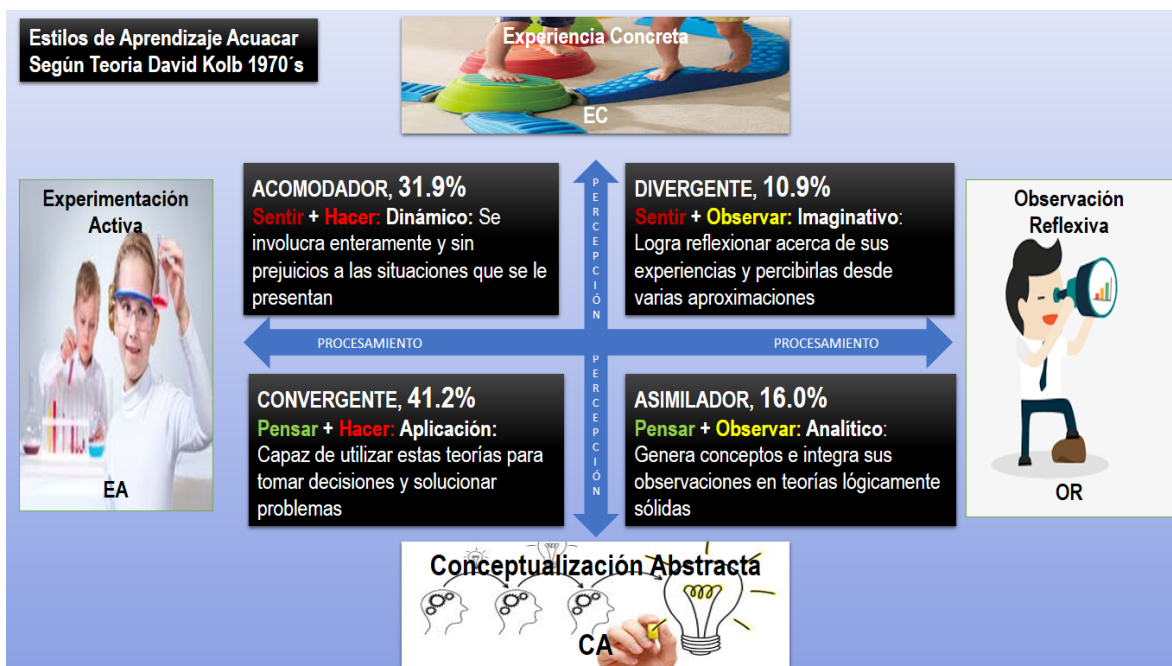 Estilos de Aprendizaje Acuacar
Según Teoria David Kolb 1970´s
Experiencia Concreta
EC
Experimentación
Activa
EA
ACOMODADOR, 31.9%
Sentir + Hacer: Dinámico: Se
involucra enteramente y sin
prejuicios a las situaciones que se le
presentan
PERCEPCIÓN
DIVERGENTE, 10.9%
Sentir + Observar: Imaginativo:
Logra reflexionar acerca de sus
experiencias y percibirlas desde
varias aproximaciones
Observación
Reflexiva
OR
PROCESAMIENTO
PROCESAMIENTO
CONVERGENTE, 41.2%
Pensar + Hacer: Aplicación:
Capaz de utilizar estas teorías para
tomar decisiones y solucionar
problemas
PERCEPCIÓN
ASIMILADOR, 16.0%
Pensar + Observar: Analítico:
Genera conceptos e integra sus
observaciones en teorías lógicamente
sólidas
Conceptualización Abstracta
CA